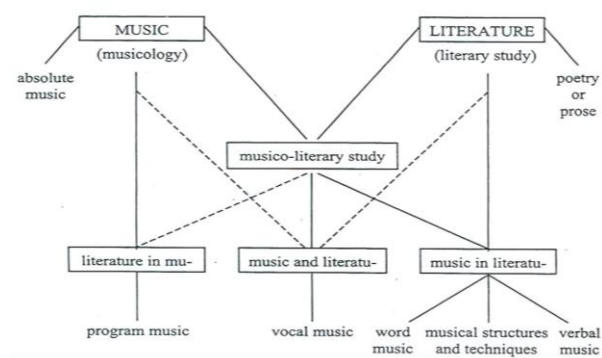 MUSIC
LITERATURE
(musicology)
(literary study)
absolute
music
poetry
or
prose
musico-literary study
literature in mu-
music and literatu-
music in literatu-
program music
vocal music
word
music
musical structures
and techniques
verbal
music